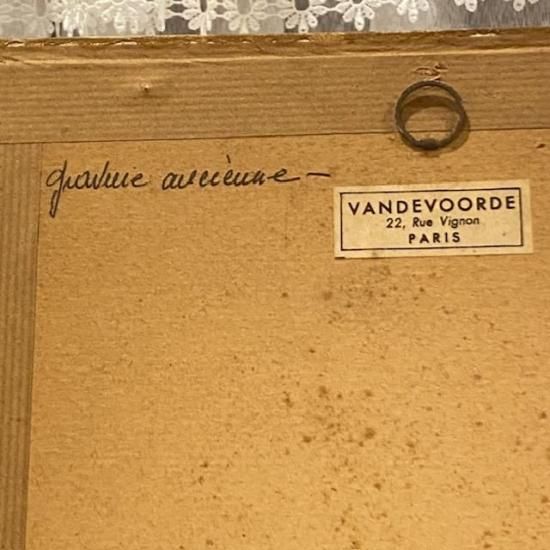 gravure ancienne –
VANDEVOORDE
22, Rue Vignon
PARIS